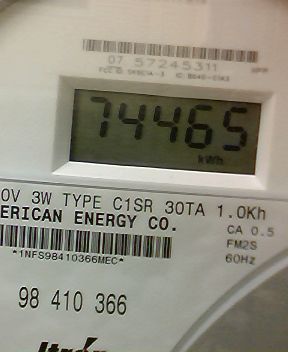 07 57245311
74465
kWh
0V 3W TYPE C1SR 30TA 1.0Kh
ERICAN ENERGY CO.
CA 0.5
FM2S
60Hz
*1NFS98410366MEC*
98 410 366
Itrón